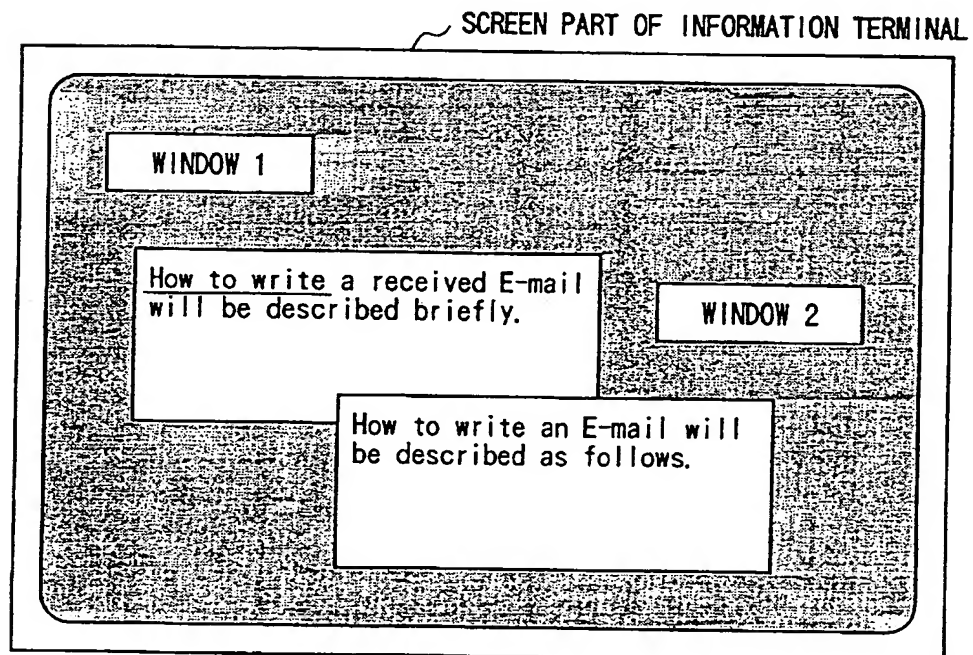 SCREEN PART OF INFORMATION TERMINAL
WINDOW 1
How to write a received E-mail
will be described briefly.
WINDOW 2
How to write an E-mail will
be described as follows.